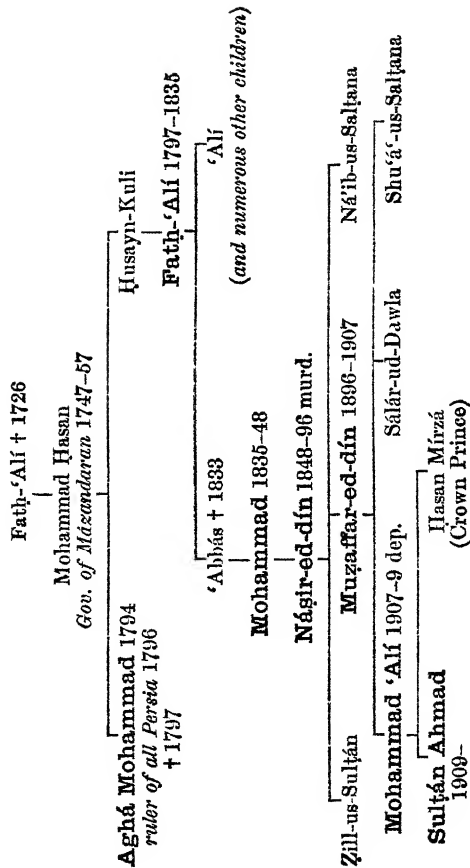 Fatḥ-‘Alí † 1726
Mohammad Ḥasan
Gov. of Mázandaran 1747–57
Aghá Mohammad 1794
ruler of all Persia 1796
† 1797
Ḥusayn-Kuli
Fatḥ-‘Alí 1797–1835
‘Abbás † 1833
‘Alí
(and numerous other children)
Mohammad 1835–48
Náṣir-ed-dín 1848–96 murd.
Ẓill-us-Sulṭán
Muẓaffar-ed-dín 1896–1907
Ná’ib-us-Salṭana
Mohammad ‘Alí 1907–9 dep.
Sálár-ud-Dawla
Shu‘á‘-us-Salṭana
Sulṭán Ahmad
1909–
Ḥasan Mírzá
(Crown Prince)